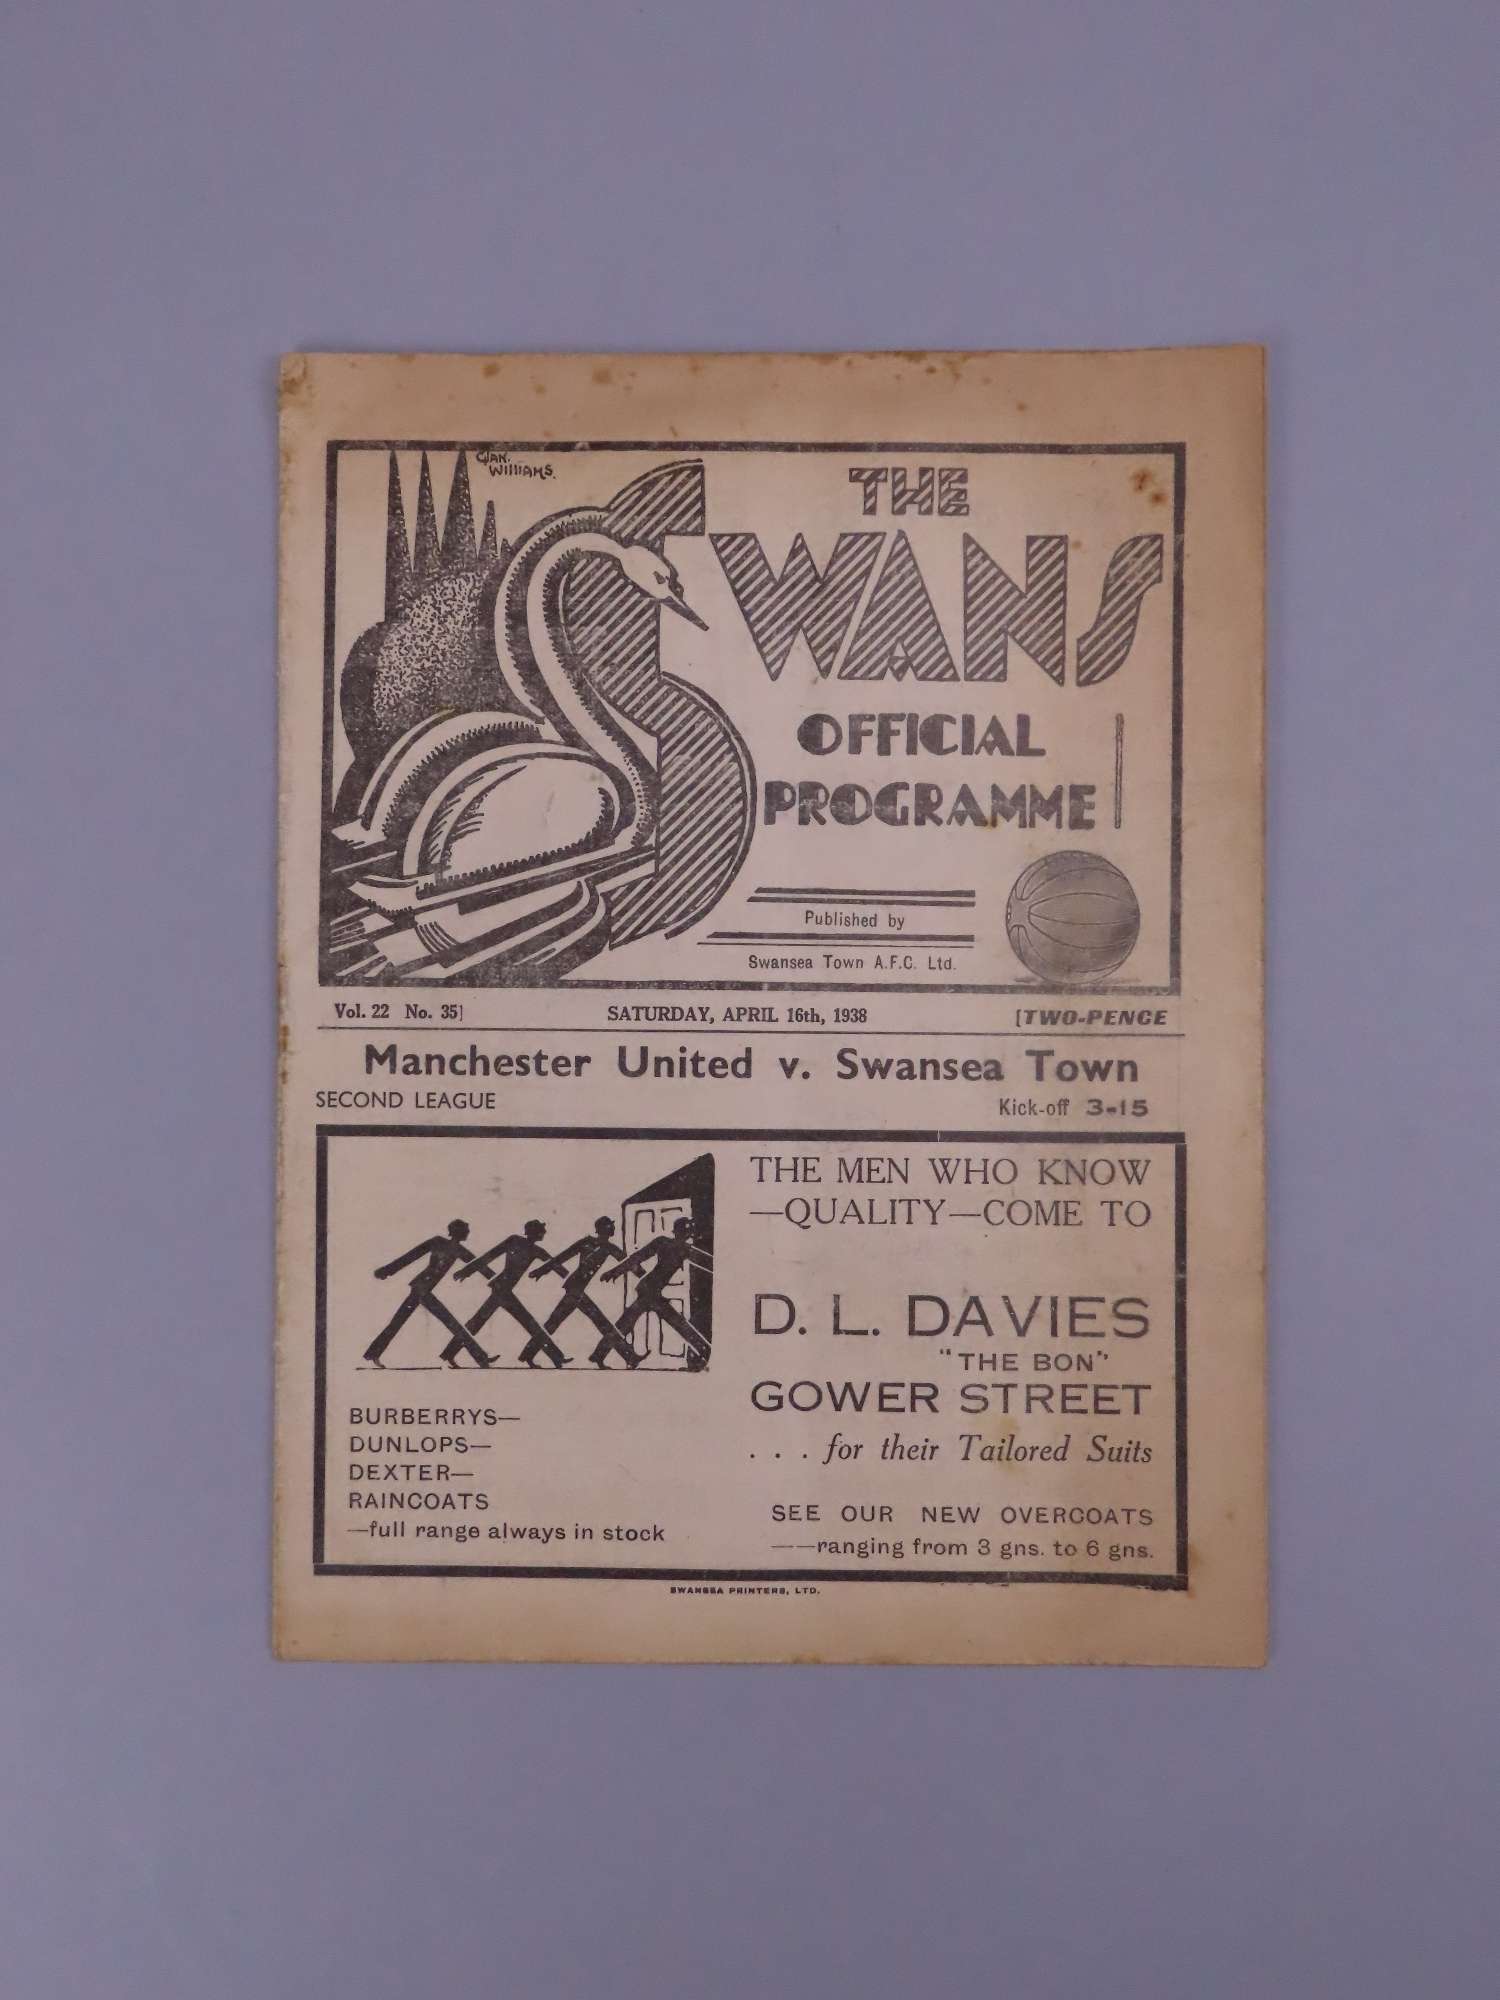 Jak.
Williams.
THE
SWANS
OFFICIAL
PROGRAMME
Published by
Swansea Town A.F.C. Ltd.
Vol. 22 No. 35] SATURDAY, APRIL 16th, 1938 [TWO-PENCE
Manchester United v. Swansea Town
SECOND LEAGUE Kick-off 3-15
THE MEN WHO KNOW
—QUALITY—COME TO
D. L. DAVIES
"THE BON"
GOWER STREET
. . . for their Tailored Suits
BURBERRYS—
DUNLOPS—
DEXTER—
RAINCOATS
—full range always in stock
SEE OUR NEW OVERCOATS
——ranging from 3 gns. to 6 gns.
SWANSEA PRINTERS, LTD.